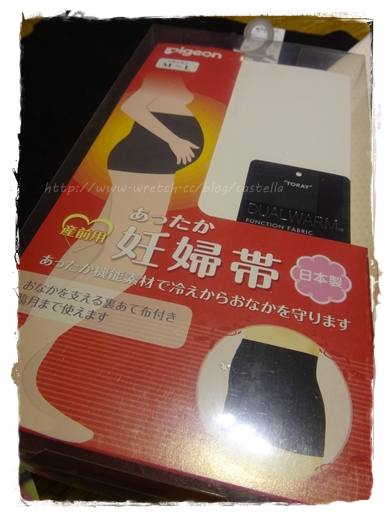 Pigeon
M～L
"TORAY"
DUALWARM®
FUNCTION FABRIC
http://www.wretch.cc/blog/castella
産前用
あったか
妊婦帯
日本製
あったか機能素材で冷えからおなかを守ります
おなかを支える裏あて布付き
臨月まで使えます